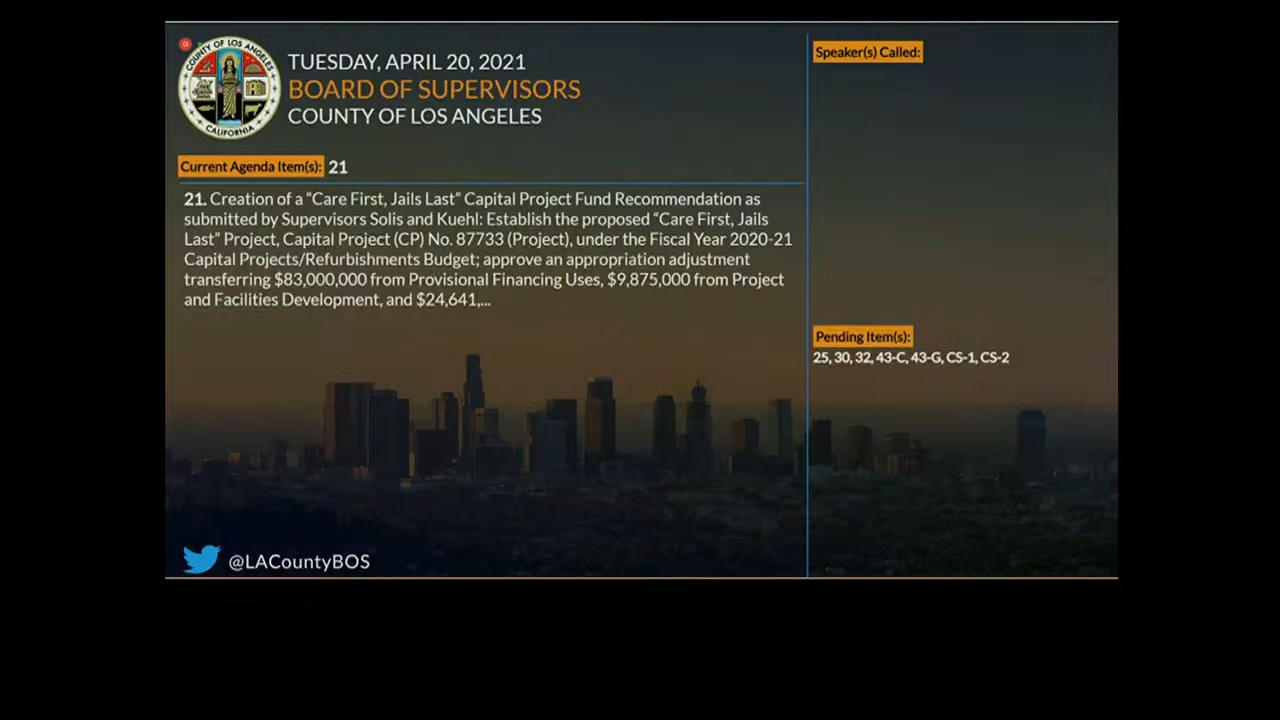 COUNTY OF LOS ANGELES
CALIFORNIA
TUESDAY, APRIL 20, 2021
BOARD OF SUPERVISORS
COUNTY OF LOS ANGELES
Current Agenda Item(s): 21
21. Creation of a “Care First, Jails Last” Capital Project Fund Recommendation as
submitted by Supervisors Solis and Kuehl: Establish the proposed “Care First, Jails
Last” Project, Capital Project (CP) No. 87733 (Project), under the Fiscal Year 2020-21
Capital Projects/Refurbishments Budget; approve an appropriation adjustment
transferring $83,000,000 from Provisional Financing Uses, $9,875,000 from Project
and Facilities Development, and $24,641,...
@LACountyBOS
Speaker(s) Called:
Pending Item(s):
25, 30, 32, 43-C, 43-G, CS-1, CS-2